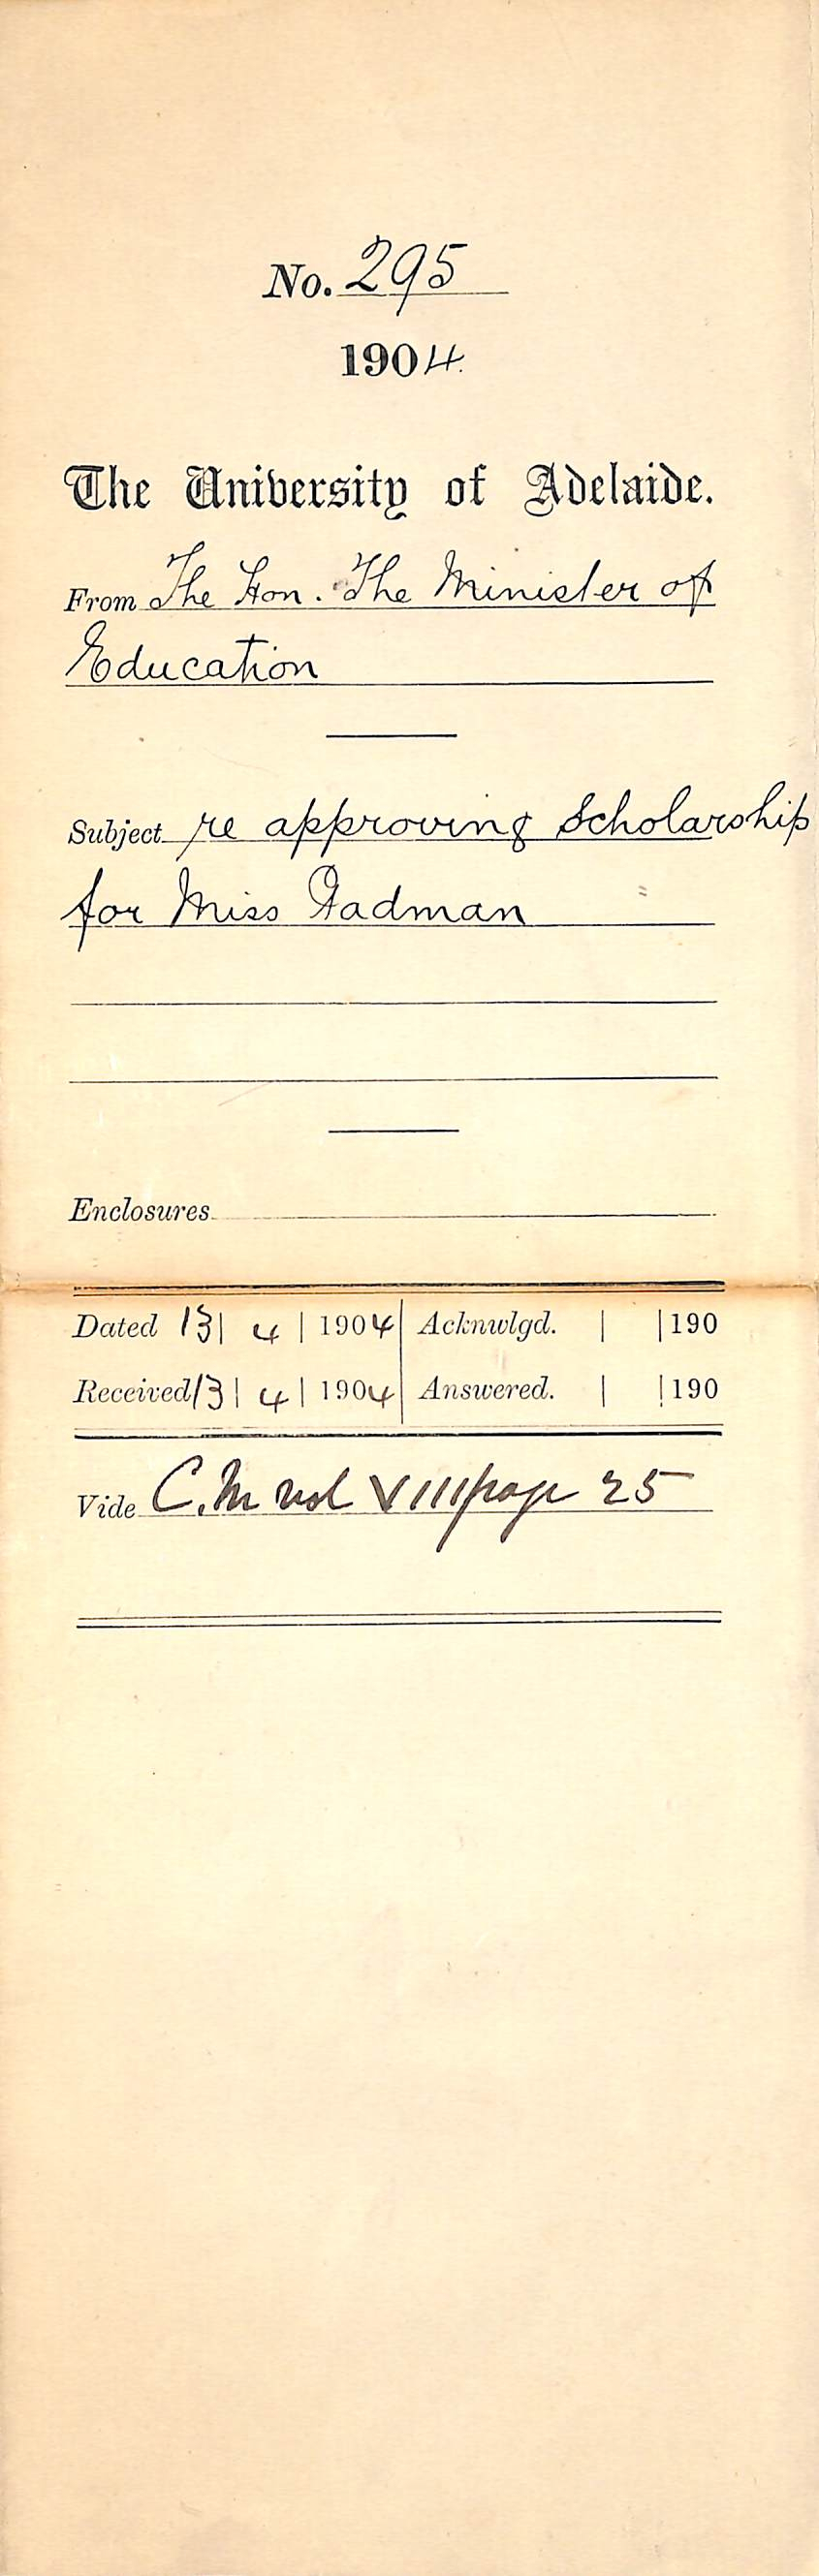 No. 295
1904.
The University of Adelaide.
From The Hon. The Minister of
Education
Subject re approving Scholarship
for Miss Padman
Enclosures
Dated 13 | 4 | 1904 | Acknwlgd. | | 190
Received 13 | 4 | 1904 | Answered. | | 190
Vide C.M vol VIII page 25